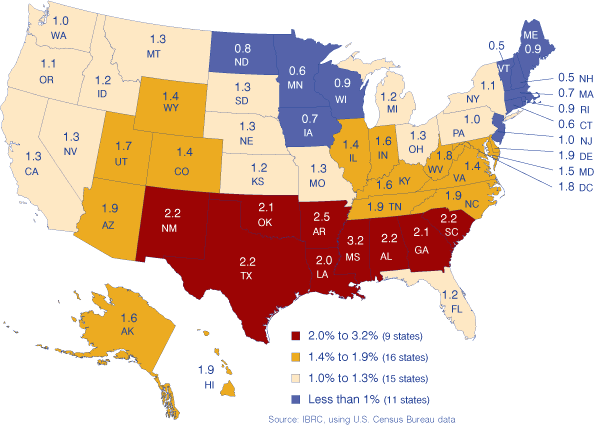 1.0
WA
1.1
OR
1.2
ID
1.3
MT
0.8
ND
0.6
MN
0.9
WI
0.5
VT
ME
0.9
0.5 NH
0.7 MA
0.9 RI
0.6 CT
1.0 NJ
1.9 DE
1.5 MD
1.8 DC
1.3
CA
1.3
NV
1.4
WY
1.3
SD
0.7
IA
1.2
MI
1.1
NY
1.0
PA
1.7
UT
1.4
CO
1.3
NE
1.2
KS
1.3
MO
1.4
IL
1.6
IN
1.3
OH
1.8
WV
1.4
VA
1.6 KY
1.9 TN
1.9
NC
1.9
AZ
2.2
NM
2.1
OK
2.5
AR
2.2
TX
2.0
LA
3.2
MS
2.2
AL
2.1
GA
2.2
SC
1.2
FL
1.6
AK
1.9
HI
2.0% to 3.2% (9 states)
1.4% to 1.9% (16 states)
1.0% to 1.3% (15 states)
Less than 1% (11 states)
Source: IBRC, using U.S. Census Bureau data